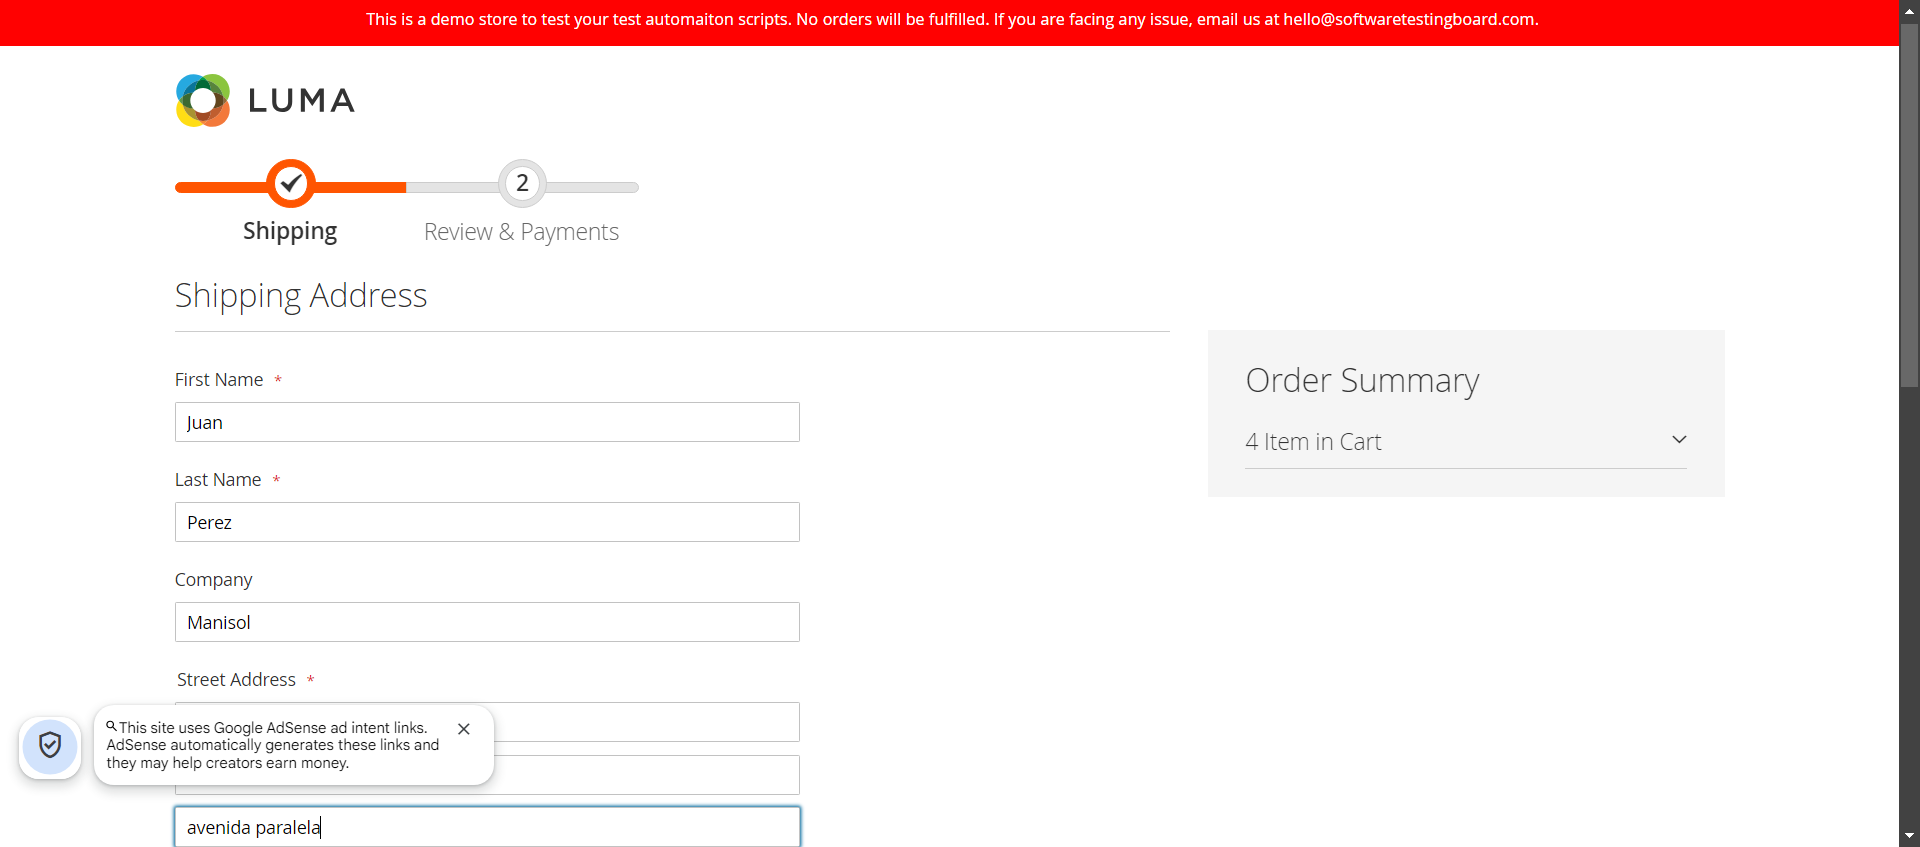 This is a demo store to test your test automaiton scripts. No orders will be fulfilled. If you are facing any issue, email us at hello@softwaretestingboard.com.
LUMA
2
Shipping
Review & Payments
Shipping Address
First Name *
Juan
Last Name *
Perez
Company
Manisol
Street Address *
This site uses Google AdSense ad intent links.
AdSense automatically generates these links and
they may help creators earn money.
avenida paralela
Order Summary
4 Item in Cart